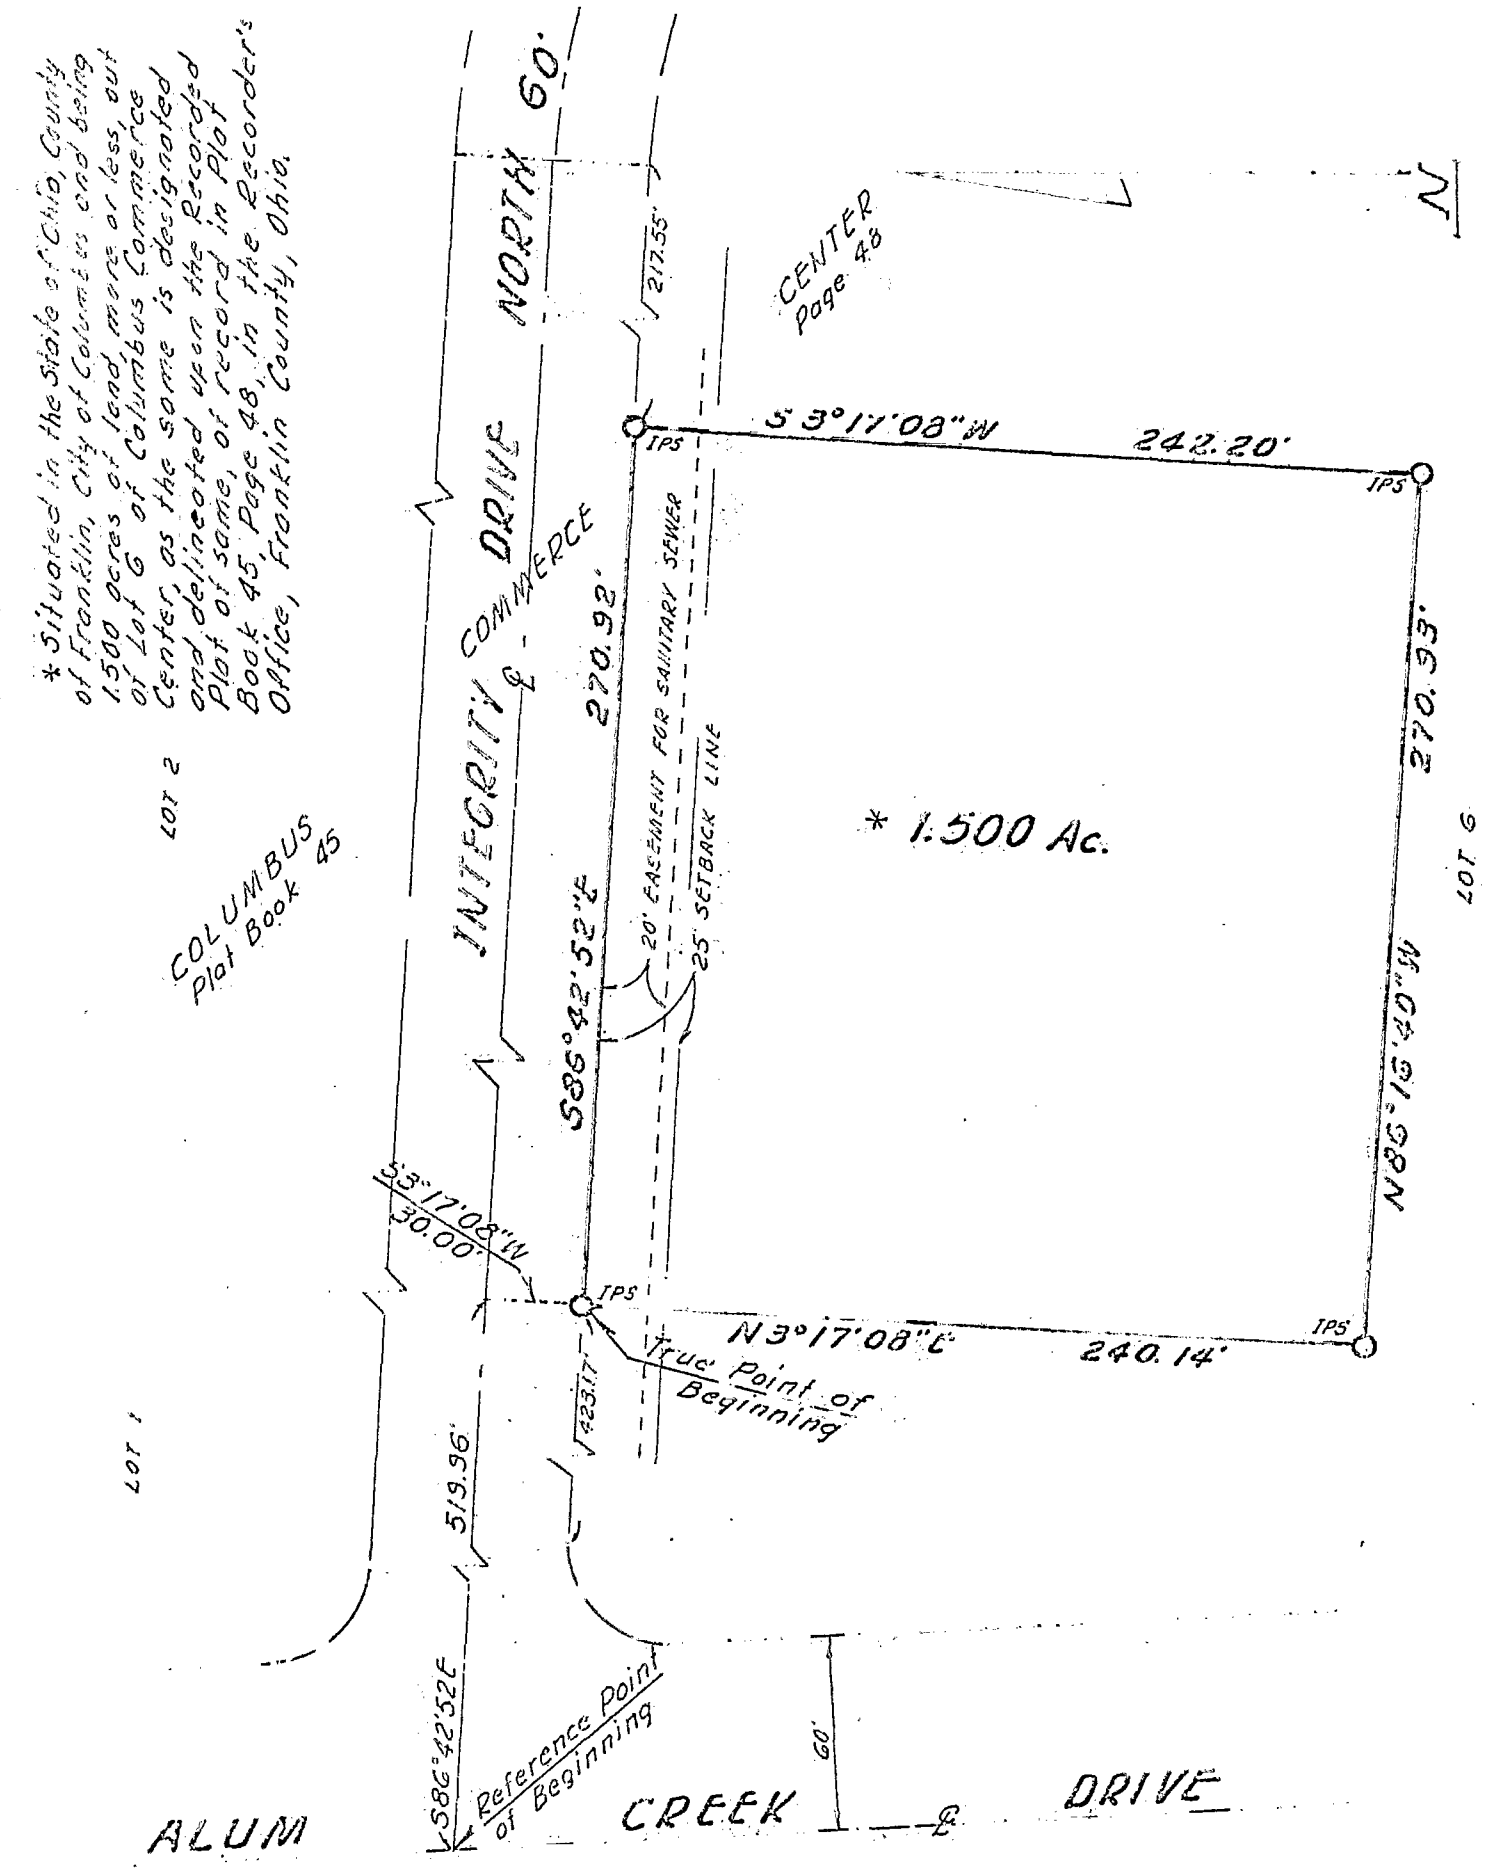 * Situated in the State of Ohio, County
of Franklin, City of Columbus and being
1.500 acres of land, more or less, out
of Lot 6 of Columbus Commerce
Center, as the same is designated
and delineated upon the Recorded
Plat of same, of record in Plat
Book 45, Page 48, in the Recorder's
Office, Franklin County, Ohio.
LOT 2
COLUMBUS
Plat Book 45
LOT 1
INTEGRITY DRIVE NORTH 60'
℄
COMMERCE
CENTER
Page 48
N
217.55'
IPS
S 3°17'08"W 242.20'
IPS
270.92'
S86°42'52"E
20' EASEMENT FOR SANITARY SEWER
25' SETBACK LINE
* 1.500 Ac.
270.93'
N86°16'40"W
LOT 6
S3°17'08"W
30.00'
IPS
N 3°17'08"E 240.14'
IPS
True Point of
Beginning
423.17'
519.96'
S86°42'52E
Reference Point
of Beginning
60'
ALUM CREEK DRIVE
℄